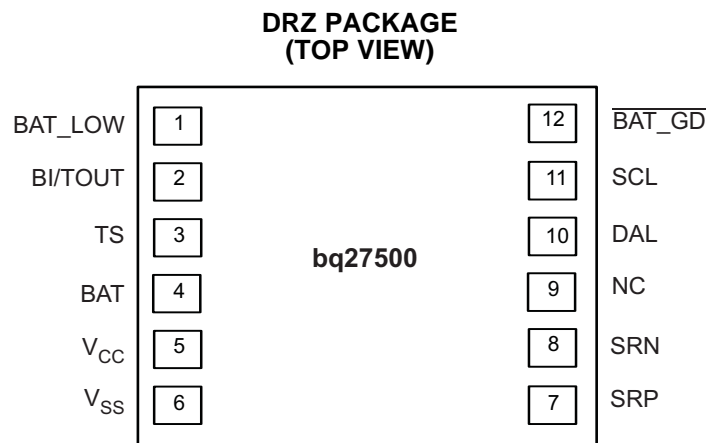 DRZ PACKAGE
(TOP VIEW)
BAT_LOW 1 12 BAT_GD
BI/TOUT 2 11 SCL
TS 3 10 DAL
bq27500
BAT 4 9 NC
VCC 5 8 SRN
VSS 6 7 SRP